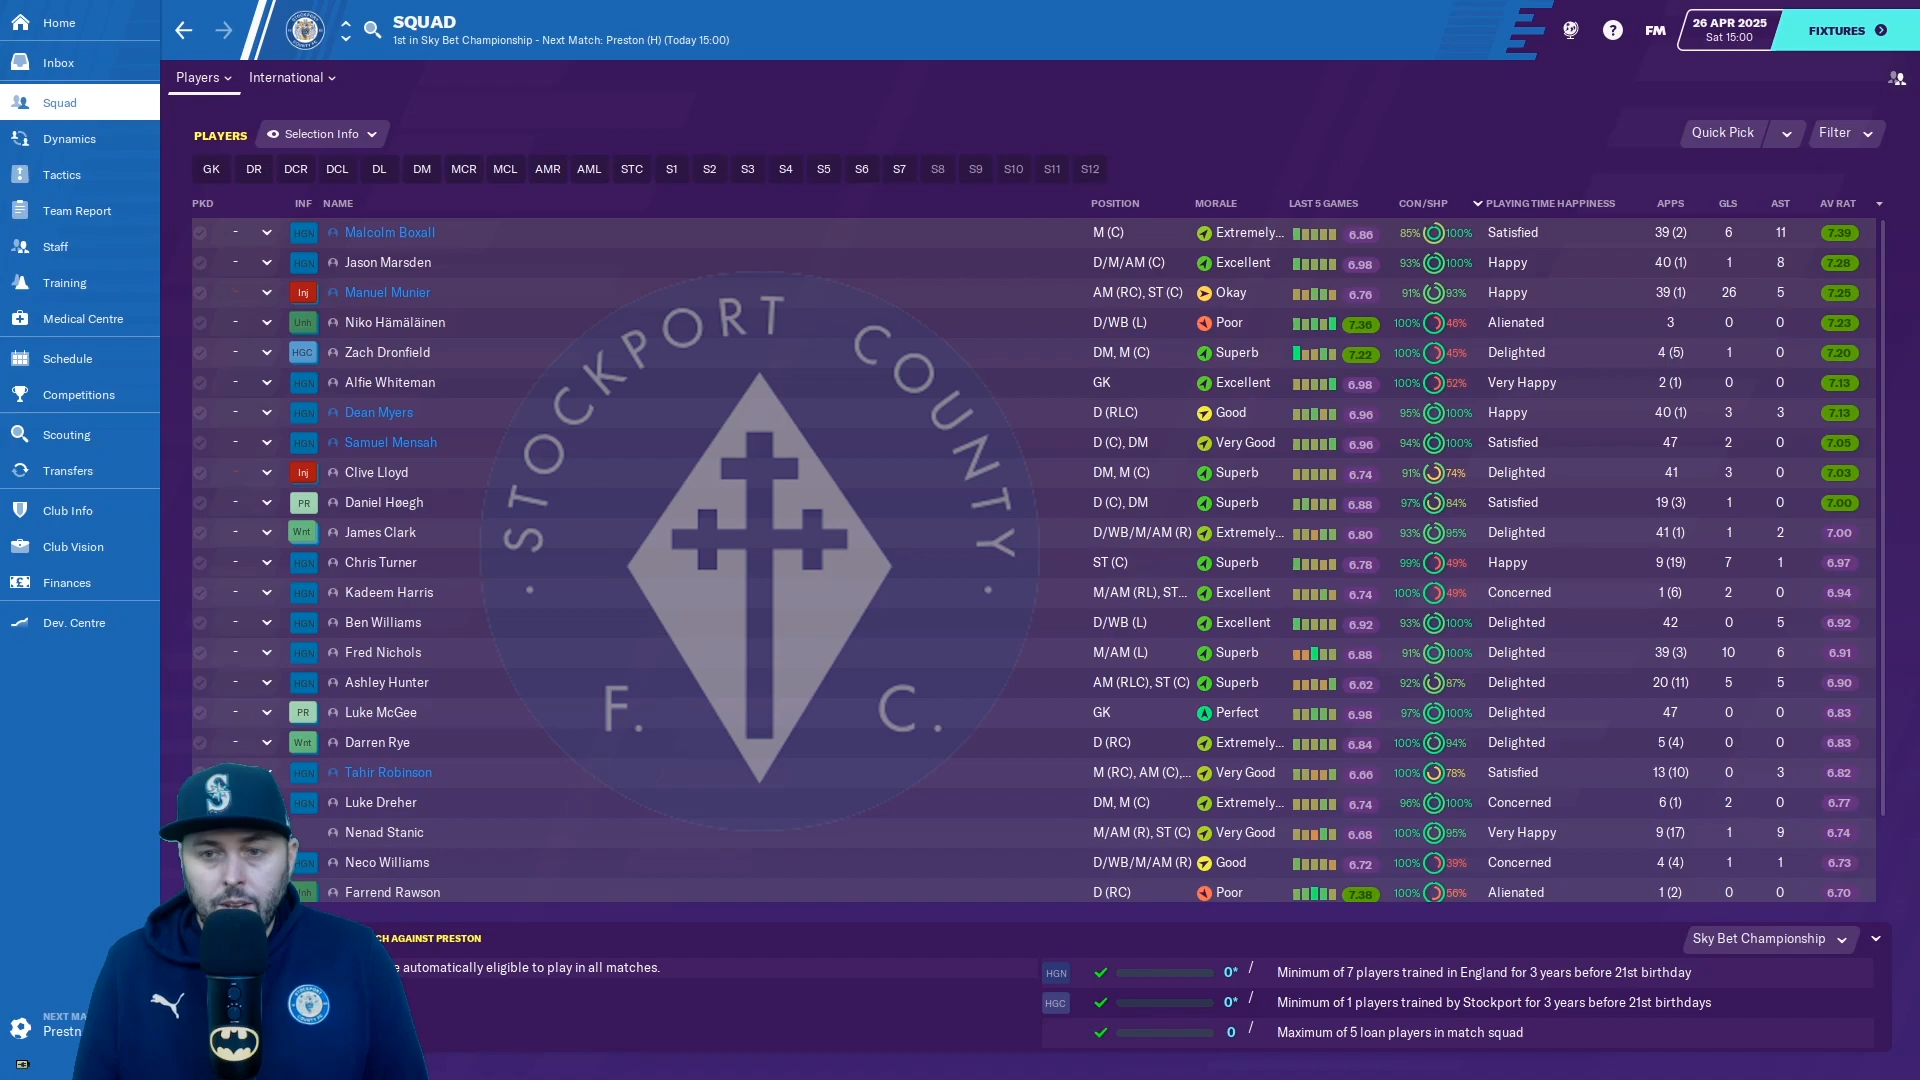 Home
Inbox
Squad
Dynamics
Tactics
Team Report
Staff
Training
Medical Centre
Schedule
Competitions
Scouting
Transfers
Club Info
Club Vision
Finances
Dev. Centre
NEXT MA
Prestn
SQUAD
1st in Sky Bet Championship - Next Match: Preston (H) (Today 15:00)
FM
26 APR 2025
Sat 15:00
FIXTURES
Players International
PLAYERS Selection Info Quick Pick Filter
GK DR DCR DCL DL DM MCR MCL AMR AML STC S1 S2 S3 S4 S5 S6 S7 S8 S9 S10 S11 S12
PKD INF NAME POSITION MORALE LAST 5 GAMES CON/SHP PLAYING TIME HAPPINESS APPS GLS AST AV RAT
- HGN Malcolm Boxall M (C) Extremely... 6.86 85% 100% Satisfied 39 (2) 6 11 7.39
- HGN Jason Marsden D/M/AM (C) Excellent 6.98 93% 100% Happy 40 (1) 1 8 7.28
- Inj Manuel Munier AM (RC), ST (C) Okay 6.76 91% 93% Happy 39 (1) 26 5 7.25
- Unh Niko Hämäläinen D/WB (L) Poor 7.36 100% 46% Alienated 3 0 0 7.23
- HGC Zach Dronfield DM, M (C) Superb 7.22 100% 45% Delighted 4 (5) 1 0 7.20
- HGN Alfie Whiteman GK Excellent 6.98 100% 52% Very Happy 2 (1) 0 0 7.13
- HGN Dean Myers D (RLC) Good 6.96 95% 100% Happy 40 (1) 3 3 7.13
- HGN Samuel Mensah D (C), DM Very Good 6.96 94% 100% Satisfied 47 2 0 7.05
- Inj Clive Lloyd DM, M (C) Superb 6.74 91% 74% Delighted 41 3 0 7.03
- PR Daniel Høegh D (C), DM Superb 6.88 97% 84% Satisfied 19 (3) 1 0 7.00
- Wnt James Clark D/WB/M/AM (R) Extremely... 6.80 93% 95% Delighted 41 (1) 1 2 7.00
- HGN Chris Turner ST (C) Superb 6.78 99% 49% Happy 9 (19) 7 1 6.97
- HGN Kadeem Harris M/AM (RL), ST... Excellent 6.74 100% 49% Concerned 1 (6) 2 0 6.94
- HGN Ben Williams D/WB (L) Excellent 6.92 93% 100% Delighted 42 0 5 6.92
- HGN Fred Nichols M/AM (L) Superb 6.88 91% 100% Delighted 39 (3) 10 6 6.91
- HGN Ashley Hunter AM (RLC), ST (C) Superb 6.62 92% 87% Delighted 20 (11) 5 5 6.90
- PR Luke McGee GK Perfect 6.98 97% 100% Delighted 47 0 0 6.83
- Wnt Darren Rye D (RC) Extremely... 6.84 100% 94% Delighted 5 (4) 0 0 6.83
HGN Tahir Robinson M (RC), AM (C),... Very Good 6.66 100% 78% Satisfied 13 (10) 0 3 6.82
HGN Luke Dreher DM, M (C) Extremely... 6.74 96% 100% Concerned 6 (1) 2 0 6.77
Nenad Stanic M/AM (R), ST (C) Very Good 6.68 100% 95% Very Happy 9 (17) 1 9 6.74
HGN Neco Williams D/WB/M/AM (R) Good 6.72 100% 39% Concerned 4 (4) 1 1 6.73
nh Farrend Rawson D (RC) Poor 7.38 100% 56% Alienated 1 (2) 0 0 6.70
STOCKPORT COUNTY
F. C.
CH AGAINST PRESTON Sky Bet Championship
e automatically eligible to play in all matches.
HGN 0* / Minimum of 7 players trained in England for 3 years before 21st birthday
HGC 0* / Minimum of 1 players trained by Stockport for 3 years before 21st birthdays
0 / Maximum of 5 loan players in match squad
S